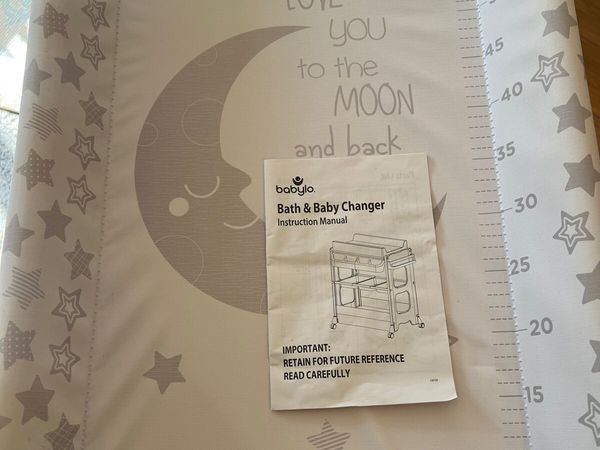 LOVE
you
to the
MOON
and back
45
40
35
30
25
20
15
babylo.
Bath & Baby Changer
Instruction Manual
IMPORTANT:
RETAIN FOR FUTURE REFERENCE
READ CAREFULLY